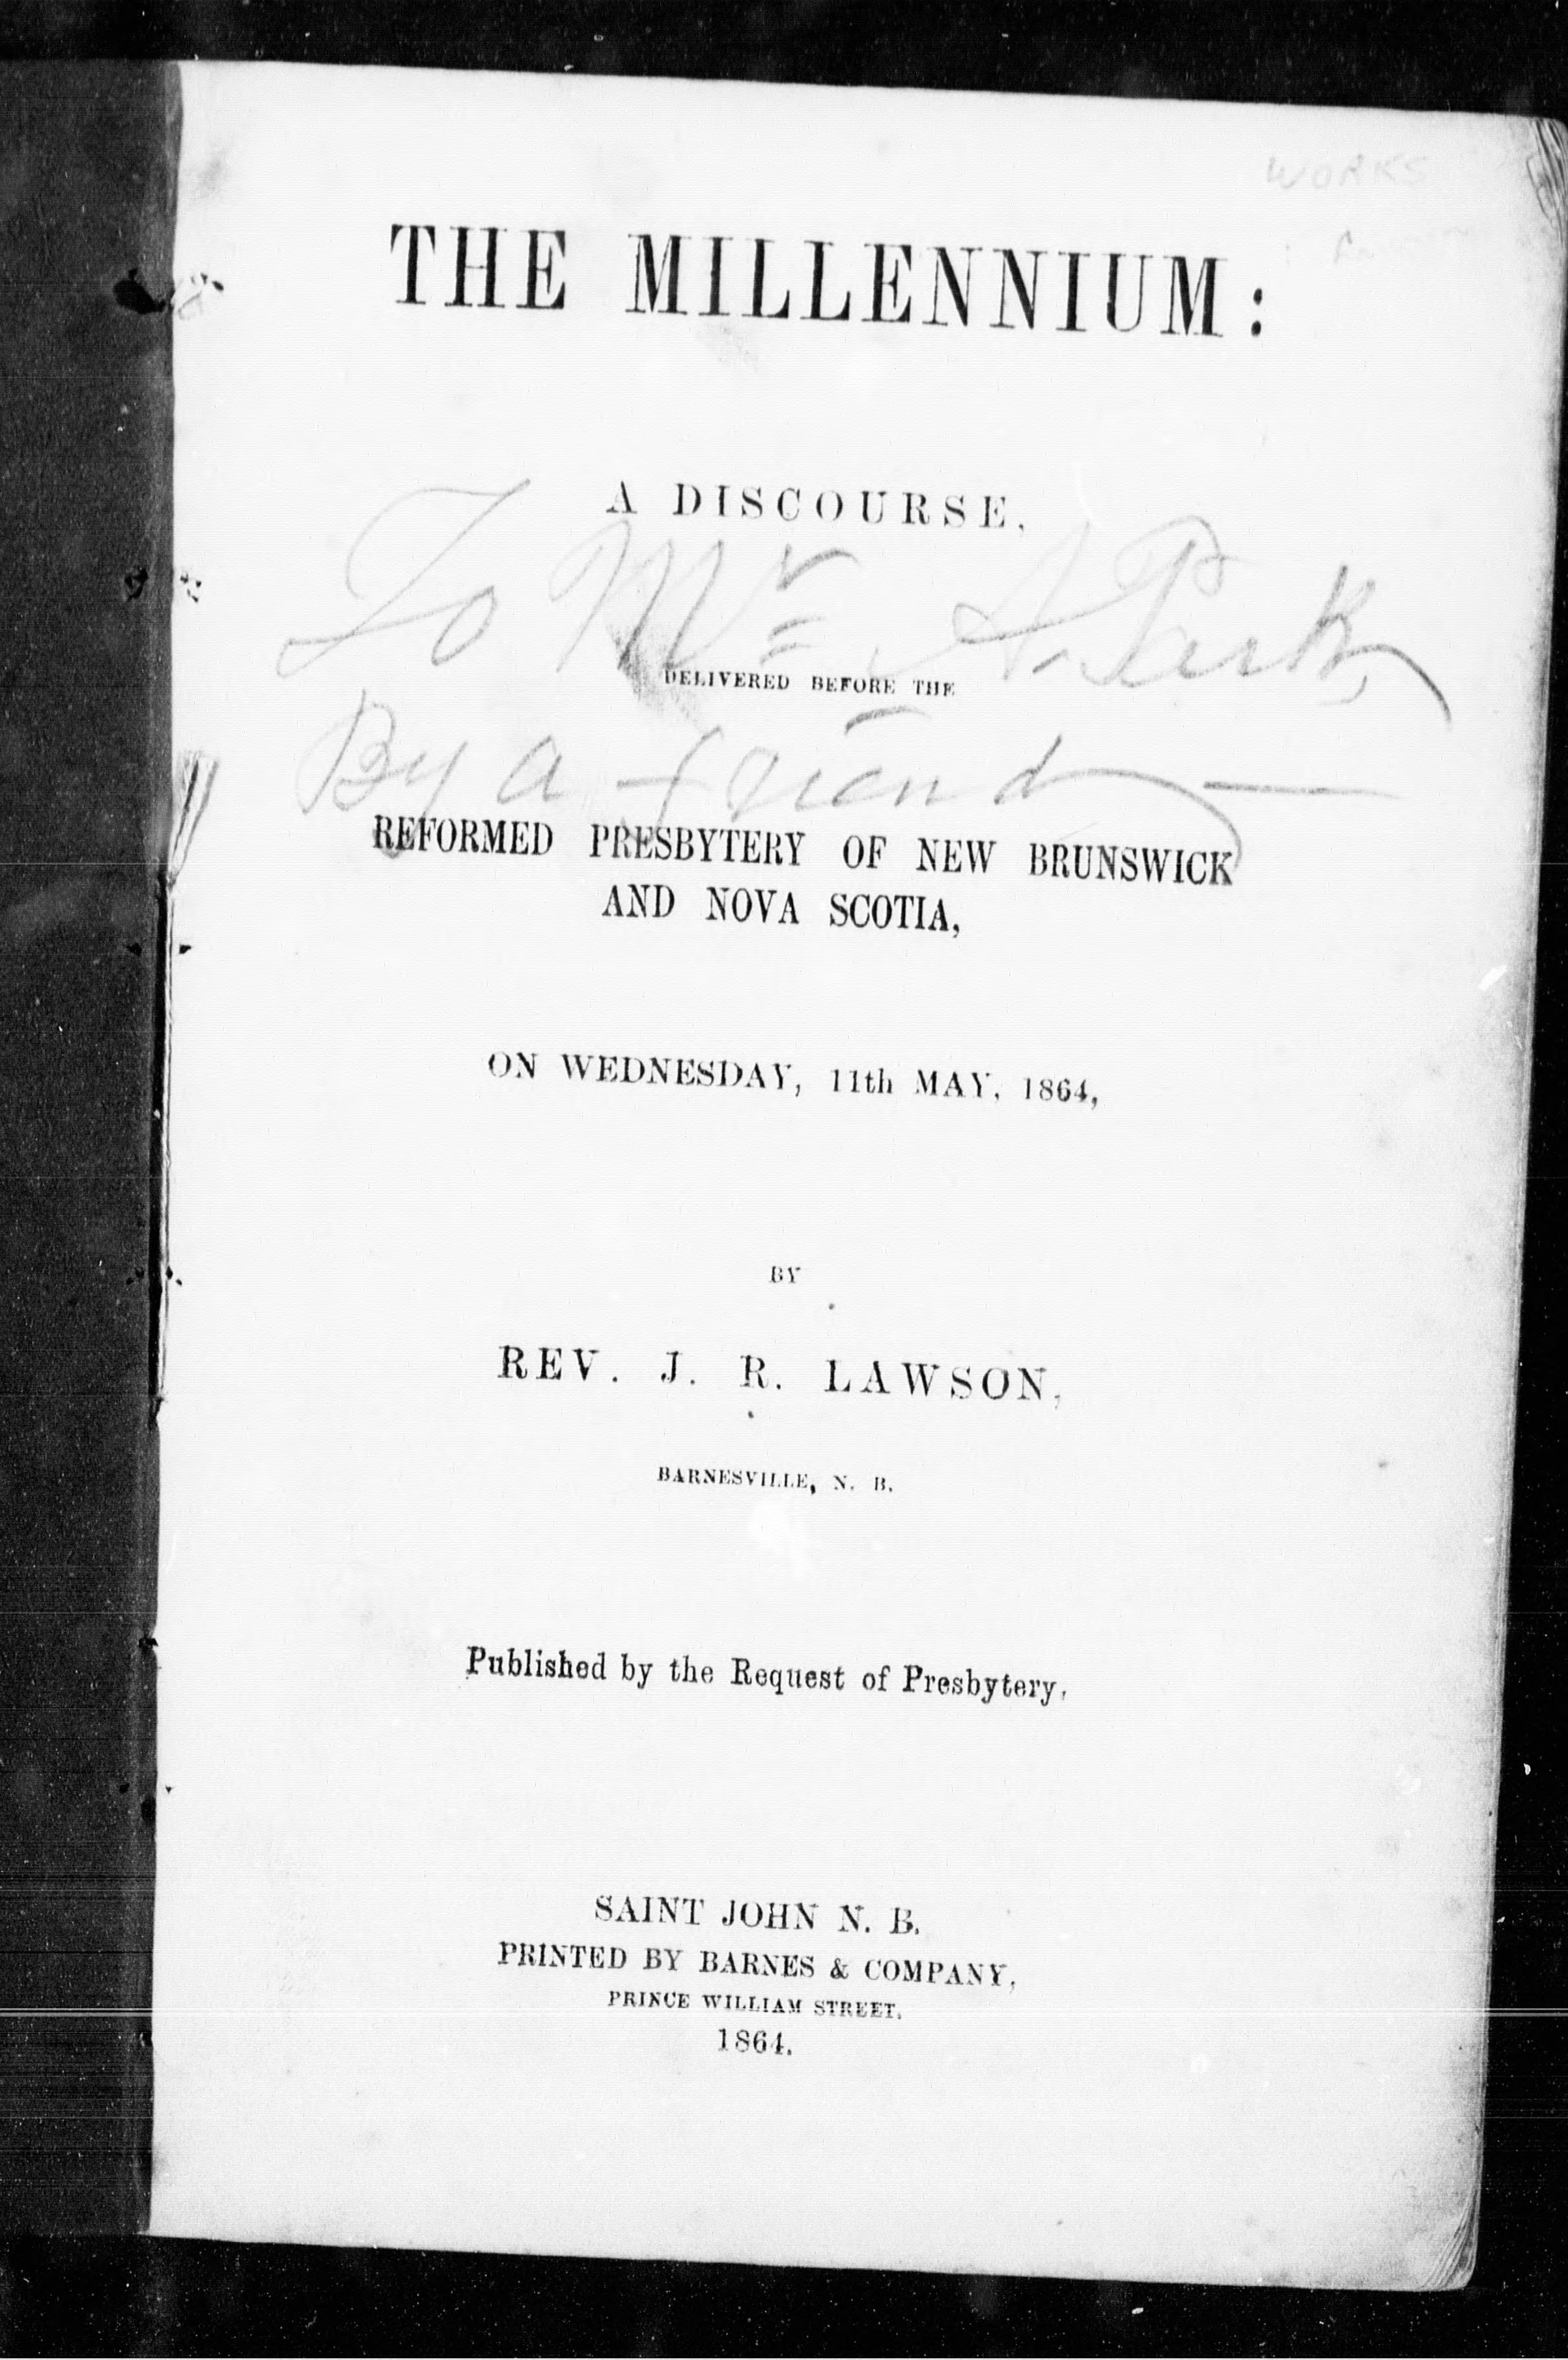 WORKS
THE MILLENNIUM:
A DISCOURSE,
To Mr. A. Park,
DELIVERED BEFORE THE
By a friend
REFORMED PRESBYTERY OF NEW BRUNSWICK
AND NOVA SCOTIA,
ON WEDNESDAY, 11th MAY, 1864,
BY
REV. J. R. LAWSON,
BARNESVILLE, N. B.
Published by the Request of Presbytery.
SAINT JOHN N. B.
PRINTED BY BARNES & COMPANY,
PRINCE WILLIAM STREET.
1864.